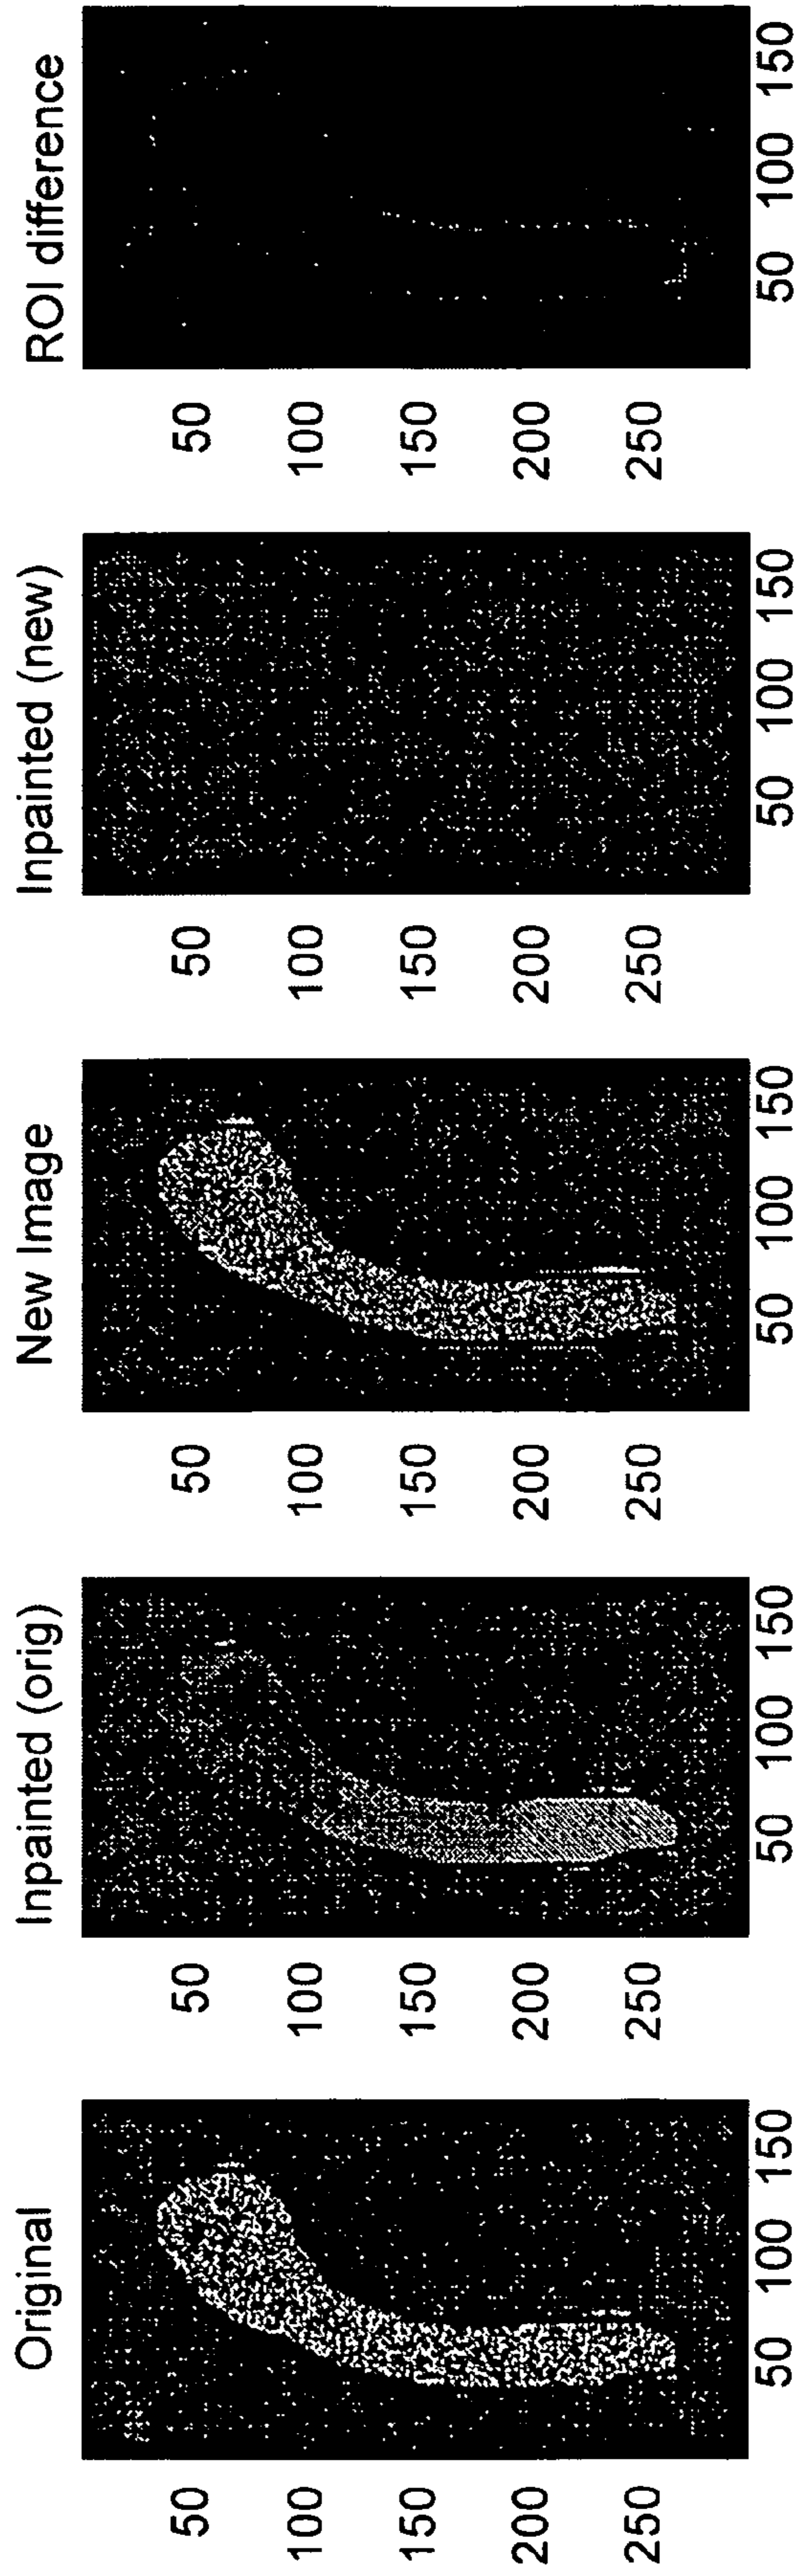 Original Inpainted (orig) New Image Inpainted (new) ROI difference
50 50 50 50 50
100 100 100 100 100
150 150 150 150 150
200 200 200 200 200
250 250 250 250 250
50 100 150 50 100 150 50 100 150 50 100 150 50 100 150